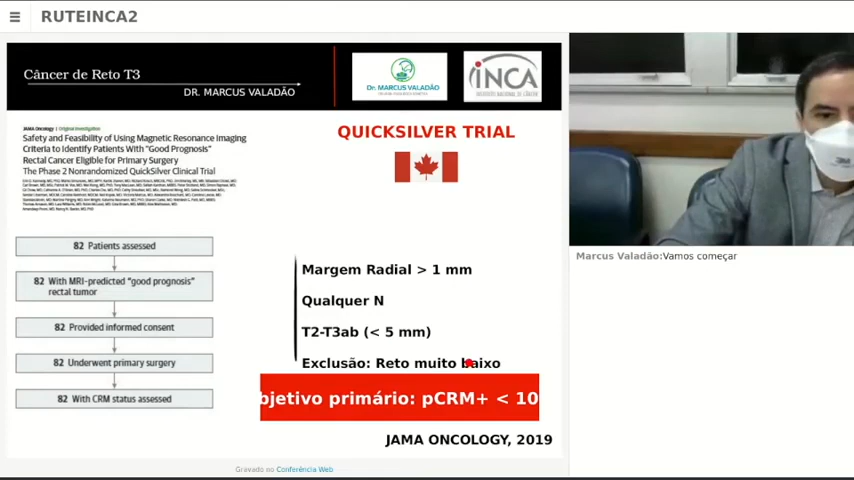 RUTEINCA2
Câncer de Reto T3
DR. MARCUS VALADÃO
Dr. MARCUS VALADÃO
INCA
JAMA Oncology | Original Investigation
Safety and Feasibility of Using Magnetic Resonance Imaging
Criteria to Identify Patients With "Good Prognosis"
Rectal Cancer Eligible for Primary Surgery
The Phase 2 Nonrandomized QuickSilver Clinical Trial
QUICKSILVER TRIAL
82 Patients assessed
82 With MRI-predicted "good prognosis"
rectal tumor
82 Provided informed consent
82 Underwent primary surgery
82 With CRM status assessed
Margem Radial > 1 mm
Qualquer N
T2-T3ab (< 5 mm)
Exclusão: Reto muito baixo
bjetivo primário: pCRM+ < 10
JAMA ONCOLOGY, 2019
Marcus Valadão:Vamos começar
Gravado no Conferência Web